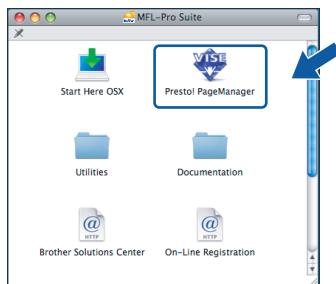 MFL-Pro Suite
VISE
Start Here OSX
Presto! PageManager
Utilities
Documentation
@
HTTP
@
HTTP
Brother Solutions Center
On-Line Registration